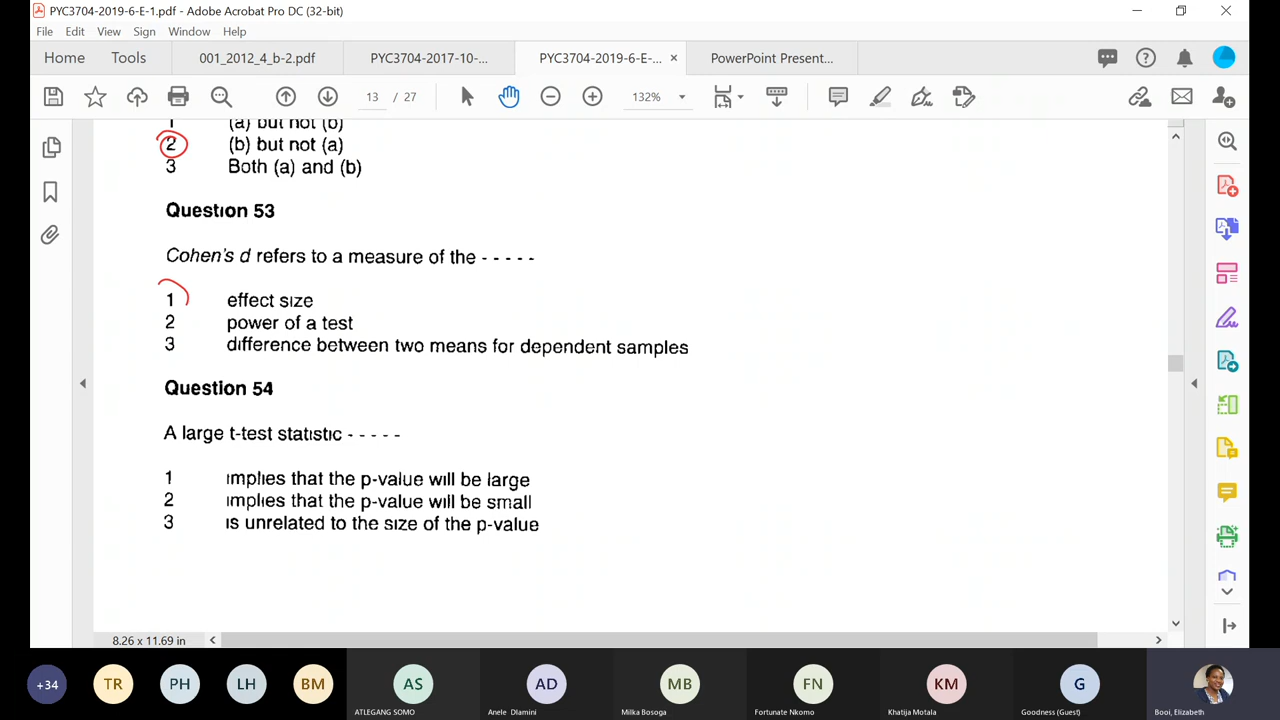 PYC3704-2019-6-E-1.pdf - Adobe Acrobat Pro DC (32-bit)
File Edit View Sign Window Help
Home Tools 001_2012_4_b-2.pdf PYC3704-2017-10-... PYC3704-2019-6-E-... × PowerPoint Present...
13 / 27 132%
1 (a) but not (b)
2 (b) but not (a)
3 Both (a) and (b)
Question 53
Cohen's d refers to a measure of the - - - - -
1 effect size
2 power of a test
3 difference between two means for dependent samples
Question 54
A large t-test statistic - - - - -
1 implies that the p-value will be large
2 implies that the p-value will be small
3 is unrelated to the size of the p-value
8.26 x 11.69 in
+34 TR PH LH BM AS AD MB FN KM G
ATLEGANG SOMO Anele Dlamini Milka Bosoga Fortunate Nkomo Khatija Motala Goodness (Guest) Booi, Elizabeth